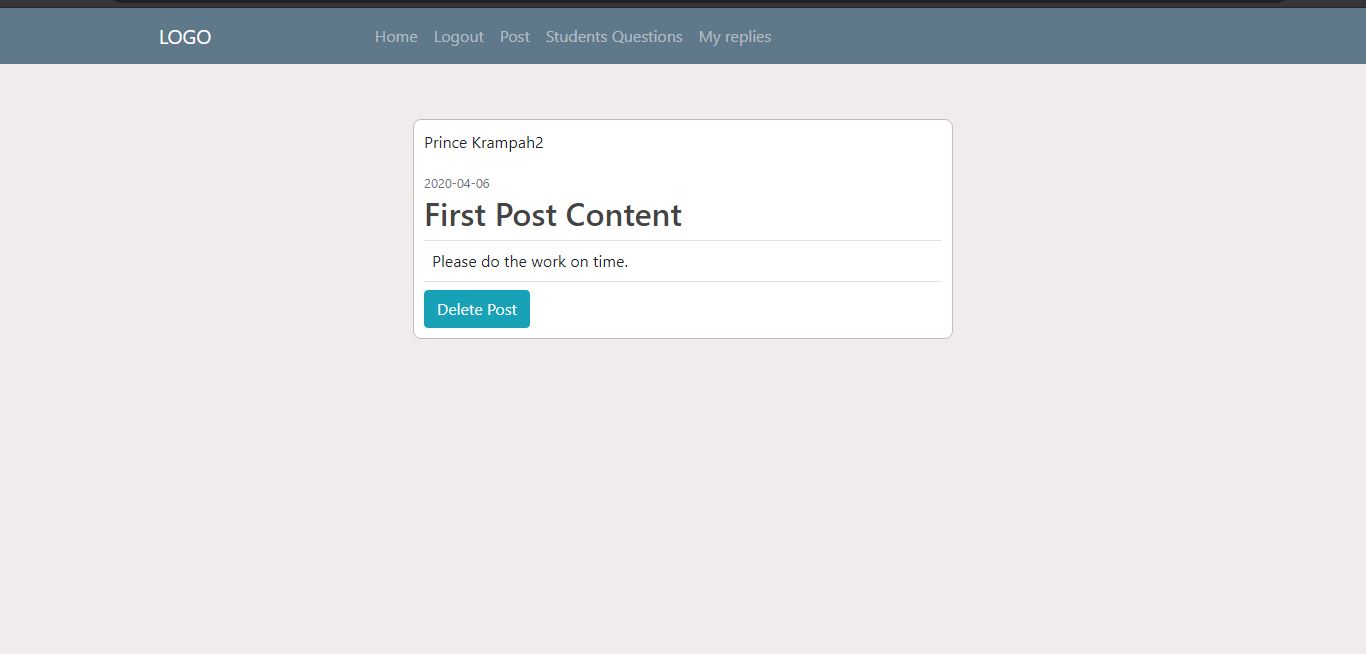 LOGO Home Logout Post Students Questions My replies
Prince Krampah2
2020-04-06
First Post Content
Please do the work on time.
Delete Post